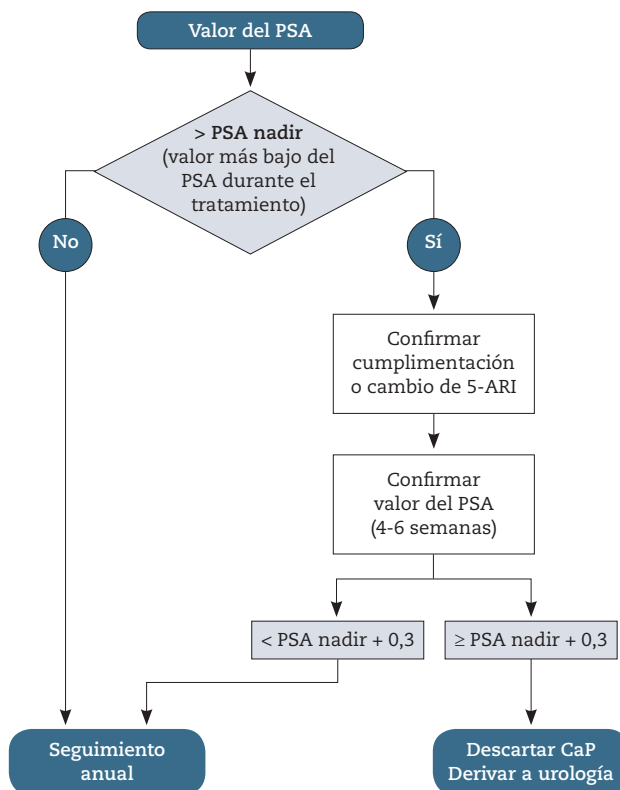 Valor del PSA
> PSA nadir
(valor más bajo del
PSA durante el
tratamiento)
No
Sí
Confirmar
cumplimentación
o cambio de 5-ARI
Confirmar
valor del PSA
(4-6 semanas)
< PSA nadir + 0,3
≥ PSA nadir + 0,3
Seguimiento
anual
Descartar CaP
Derivar a urología